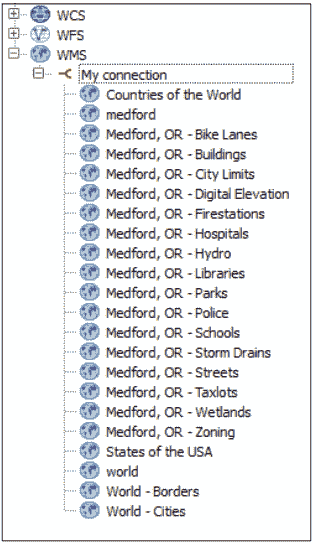 WCS
WFS
WMS
My connection
Countries of the World
medford
Medford, OR - Bike Lanes
Medford, OR - Buildings
Medford, OR - City Limits
Medford, OR - Digital Elevation
Medford, OR - Firestations
Medford, OR - Hospitals
Medford, OR - Hydro
Medford, OR - Libraries
Medford, OR - Parks
Medford, OR - Police
Medford, OR - Schools
Medford, OR - Storm Drains
Medford, OR - Streets
Medford, OR - Taxlots
Medford, OR - Wetlands
Medford, OR - Zoning
States of the USA
world
World - Borders
World - Cities